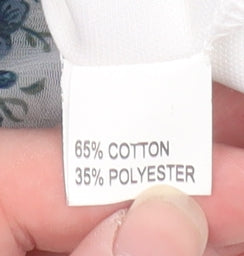 65% COTTON
35% POLYESTER